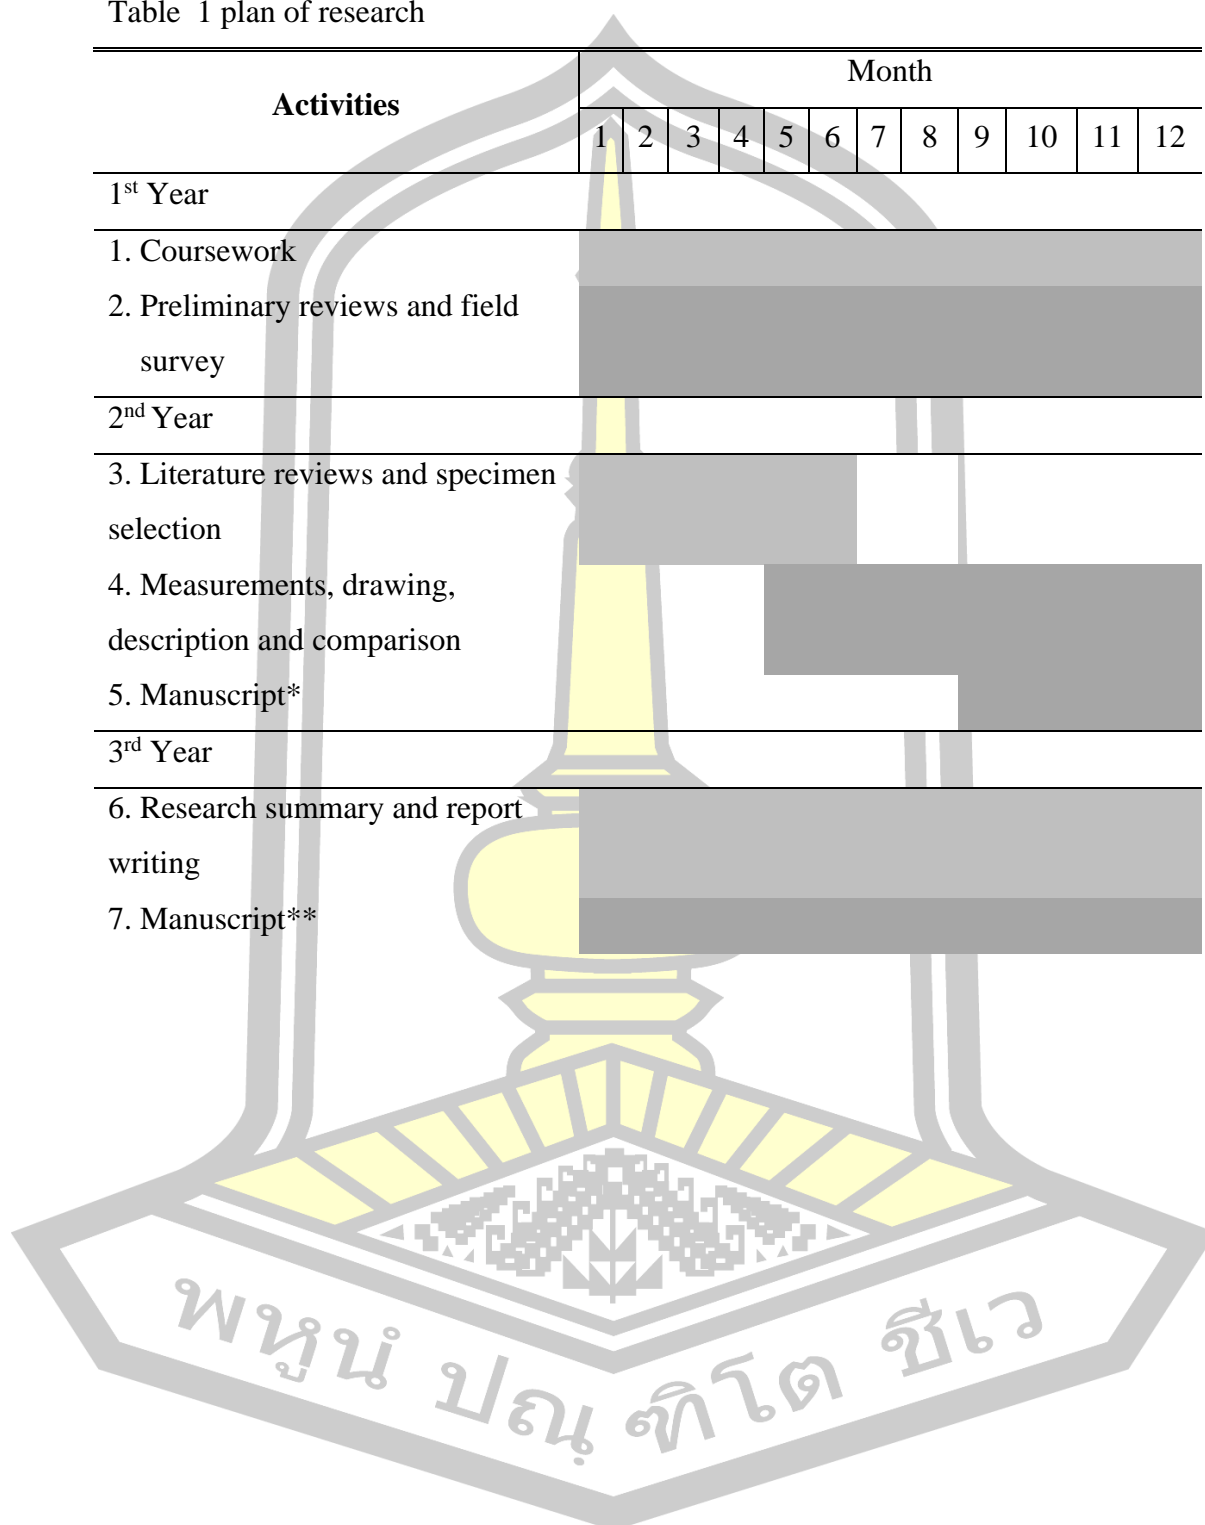 Table 1 plan of research
Activities
Month
1 2 3 4 5 6 7 8 9 10 11 12
1st Year
1. Coursework
2. Preliminary reviews and field
survey
2nd Year
3. Literature reviews and specimen
selection
4. Measurements, drawing,
description and comparison
5. Manuscript*
3rd Year
6. Research summary and report
writing
7. Manuscript**
พหูนํ ปณฺฑิโต ชีเว